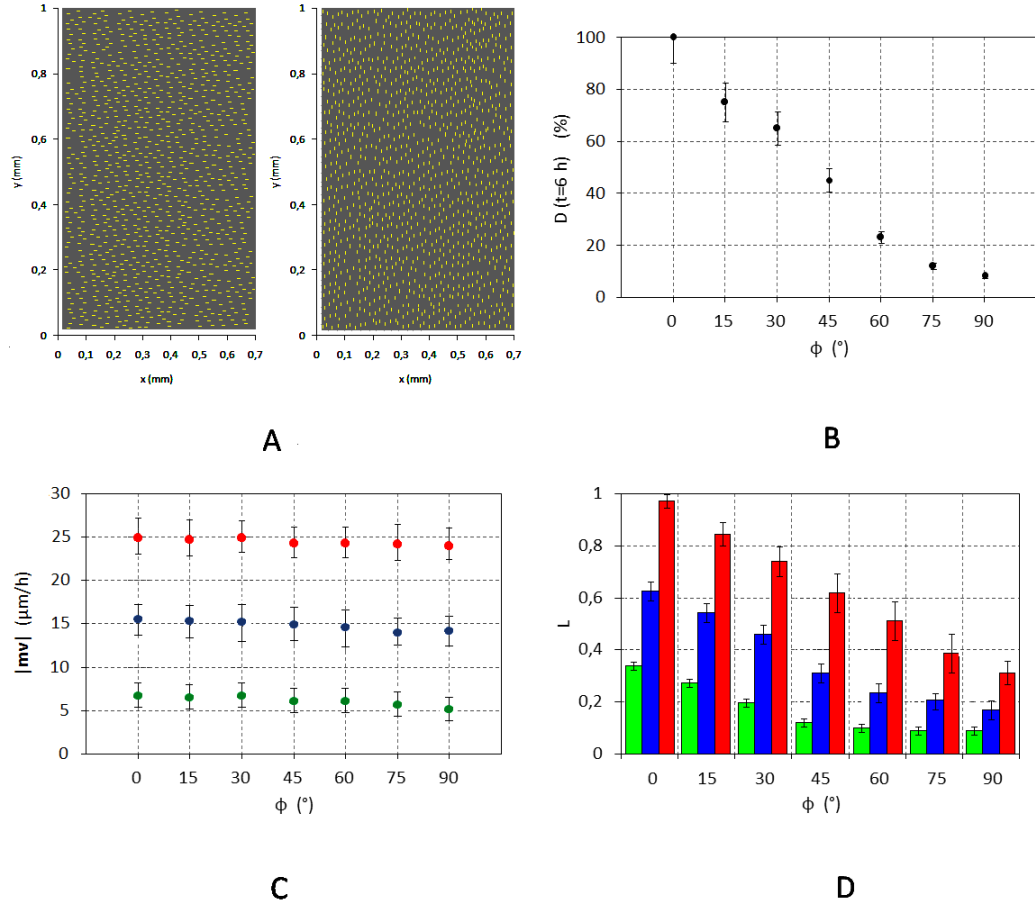 1
0,8
0,6
0,4
0,2
0
y (mm)
0 0,1 0,2 0,3 0,4 0,5 0,6 0,7
x (mm)
1
0,8
0,6
0,4
0,2
0
y (mm)
0 0,1 0,2 0,3 0,4 0,5 0,6 0,7
x (mm)
A
100
80
60
40
20
0
D (t=6 h) (%)
0 15 30 45 60 75 90
ϕ (°)
B
30
25
20
15
10
5
0
|mv| (µm/h)
0 15 30 45 60 75 90
ϕ (°)
C
1
0,8
0,6
0,4
0,2
0
L
0 15 30 45 60 75 90
ϕ (°)
D